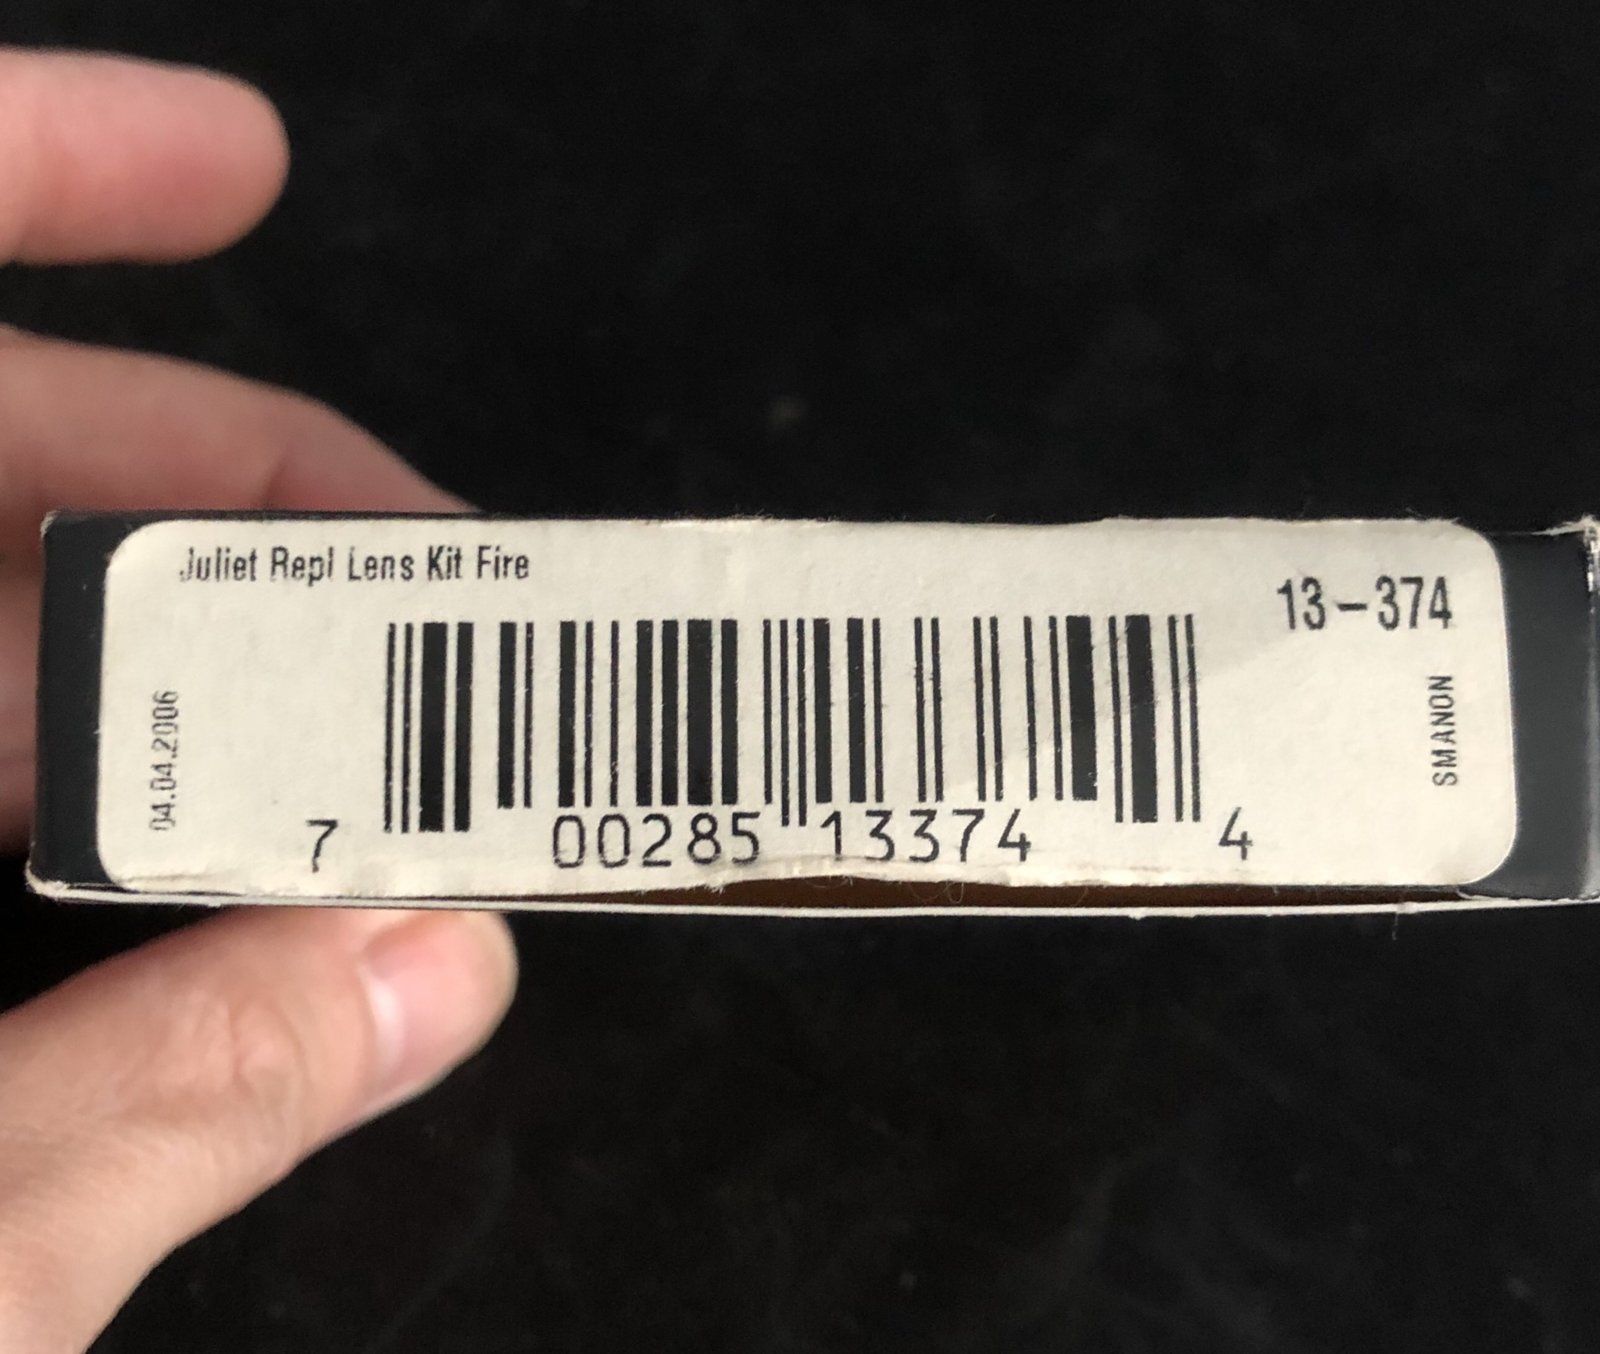 Juliet Repl Lens Kit Fire
13-374
04.04.2006
SMANON
7 00285 13374 4